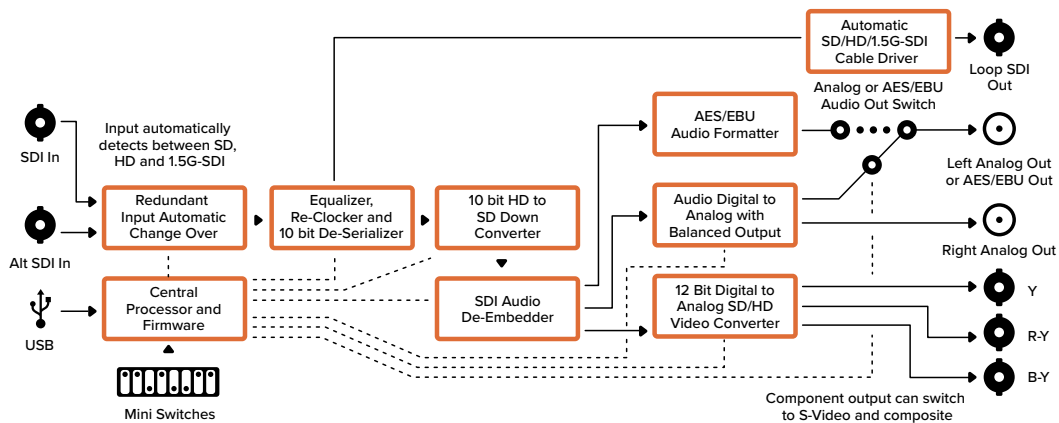 Automatic
SD/HD/1.5G-SDI
Cable Driver
Loop SDI
Out
Analog or AES/EBU
Audio Out Switch
SDI In
Input automatically
detects between SD,
HD and 1.5G-SDI
AES/EBU
Audio Formatter
Left Analog Out
or AES/EBU Out
Alt SDI In
Redundant
Input Automatic
Change Over
Equalizer,
Re-Clocker and
10 bit De-Serializer
10 bit HD to
SD Down
Converter
Audio Digital to
Analog with
Balanced Output
Right Analog Out
USB
Central
Processor and
Firmware
SDI Audio
De-Embedder
12 Bit Digital to
Analog SD/HD
Video Converter
Y
R-Y
B-Y
Mini Switches
Component output can switch
to S-Video and composite